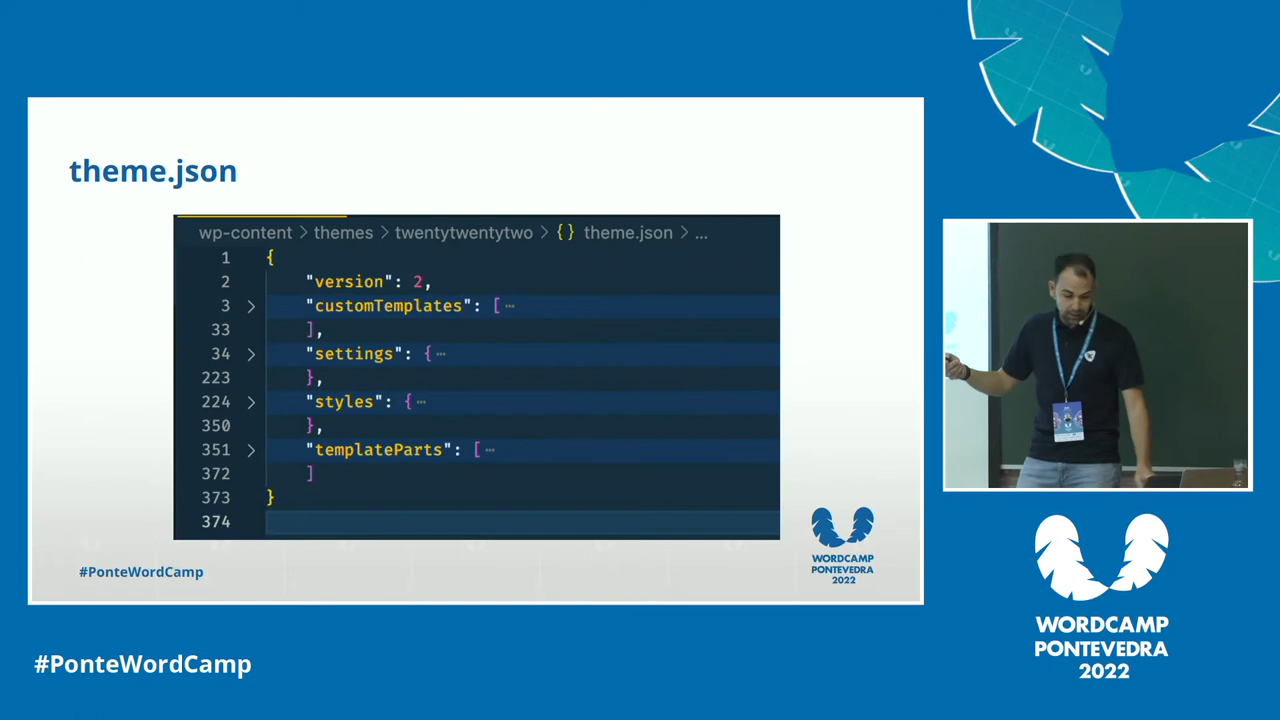 theme.json
wp-content > themes > twentytwentytwo > {} theme.json > ...
1 {
2 "version": 2,
3 > "customTemplates": [ ...
33 ],
34 > "settings": { ...
223 },
224 > "styles": { ...
350 },
351 > "templateParts": [ ...
372 ]
373 }
374
#PonteWordCamp
WORDCAMP
PONTEVEDRA
2022
#PonteWordCamp
WORDCAMP
PONTEVEDRA
2022